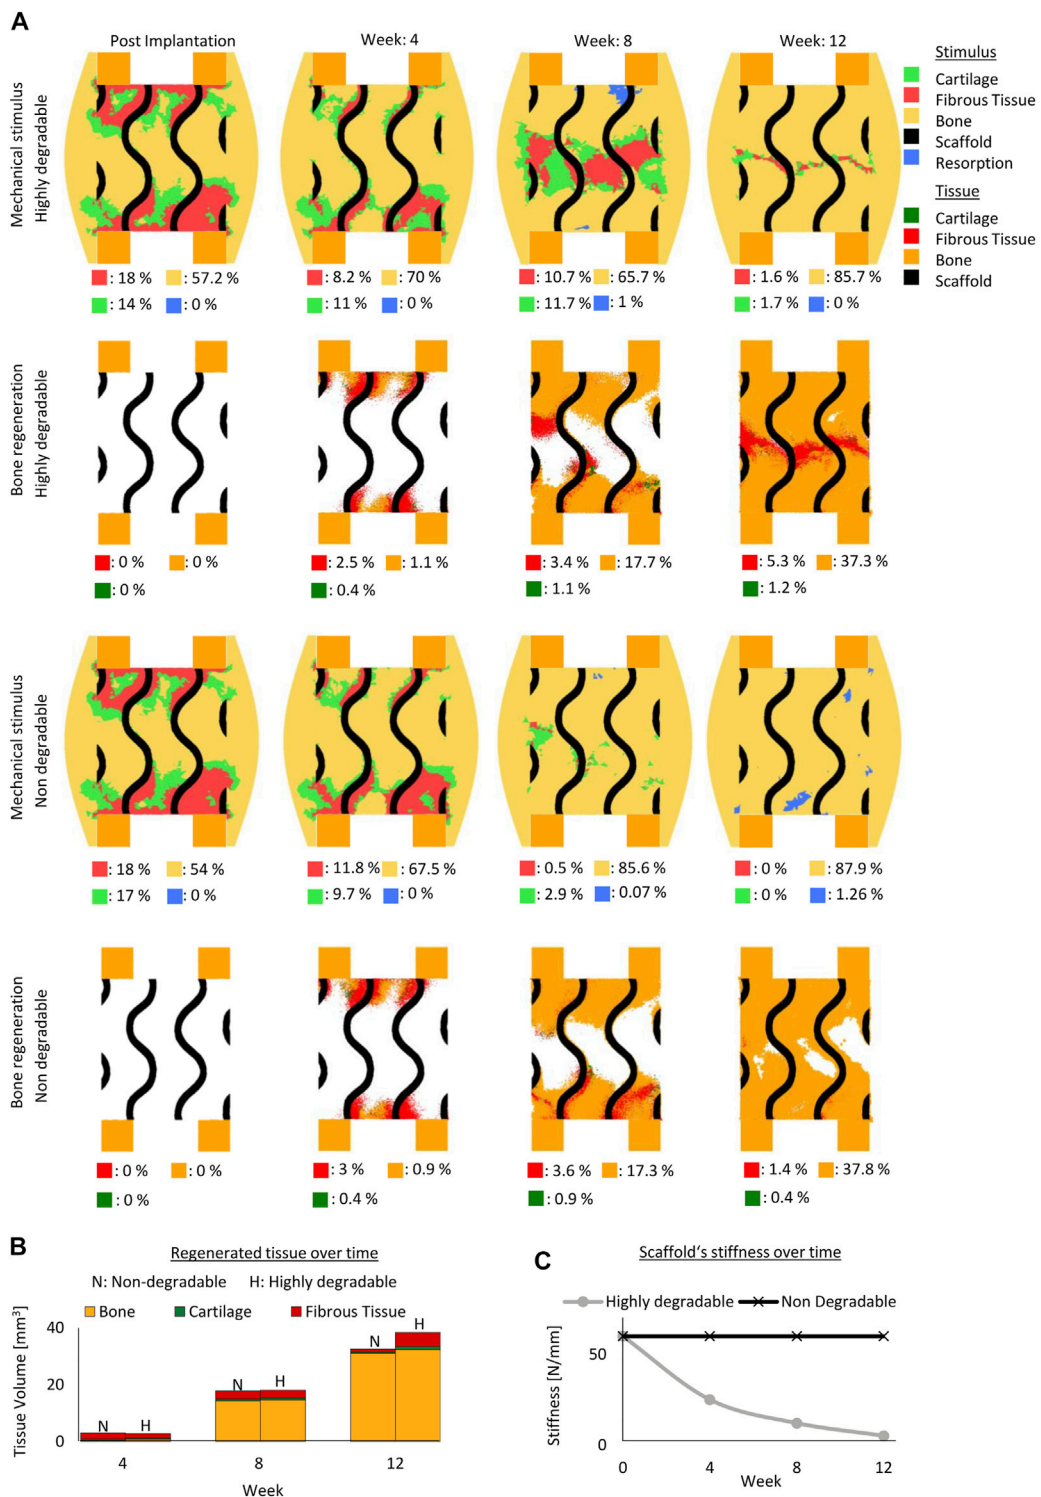 A
Post Implantation
Week: 4
Week: 8
Week: 12
Stimulus
Cartilage
Fibrous Tissue
Bone
Scaffold
Resorption
Tissue
Cartilage
Fibrous Tissue
Bone
Scaffold
Mechanical stimulus
Highly degradable
: 18 % : 57.2 % : 8.2 % : 70 % : 10.7 % : 65.7 % : 1.6 % : 85.7 %
: 14 % : 0 % : 11 % : 0 % : 11.7 % : 1 % : 1.7 % : 0 %
Bone regeneration
Highly degradable
: 0 % : 0 % : 2.5 % : 1.1 % : 3.4 % : 17.7 % : 5.3 % : 37.3 %
: 0 % : 0.4 % : 1.1 % : 1.2 %
Mechanical stimulus
Non degradable
: 18 % : 54 % : 11.8 % : 67.5 % : 0.5 % : 85.6 % : 0 % : 87.9 %
: 17 % : 0 % : 9.7 % : 0 % : 2.9 % : 0.07 % : 0 % : 1.26 %
Bone regeneration
Non degradable
: 0 % : 0 % : 3 % : 0.9 % : 3.6 % : 17.3 % : 1.4 % : 37.8 %
: 0 % : 0.4 % : 0.9 % : 0.4 %
B
Regenerated tissue over time
N: Non-degradable H: Highly degradable
Bone Cartilage Fibrous Tissue
Tissue Volume [mm³]
40
20
0
N H
N H
N H
4 8 12
Week
C
Scaffold's stiffness over time
Highly degradable Non Degradable
Stiffness [N/mm]
50
0
0 4 8 12
Week